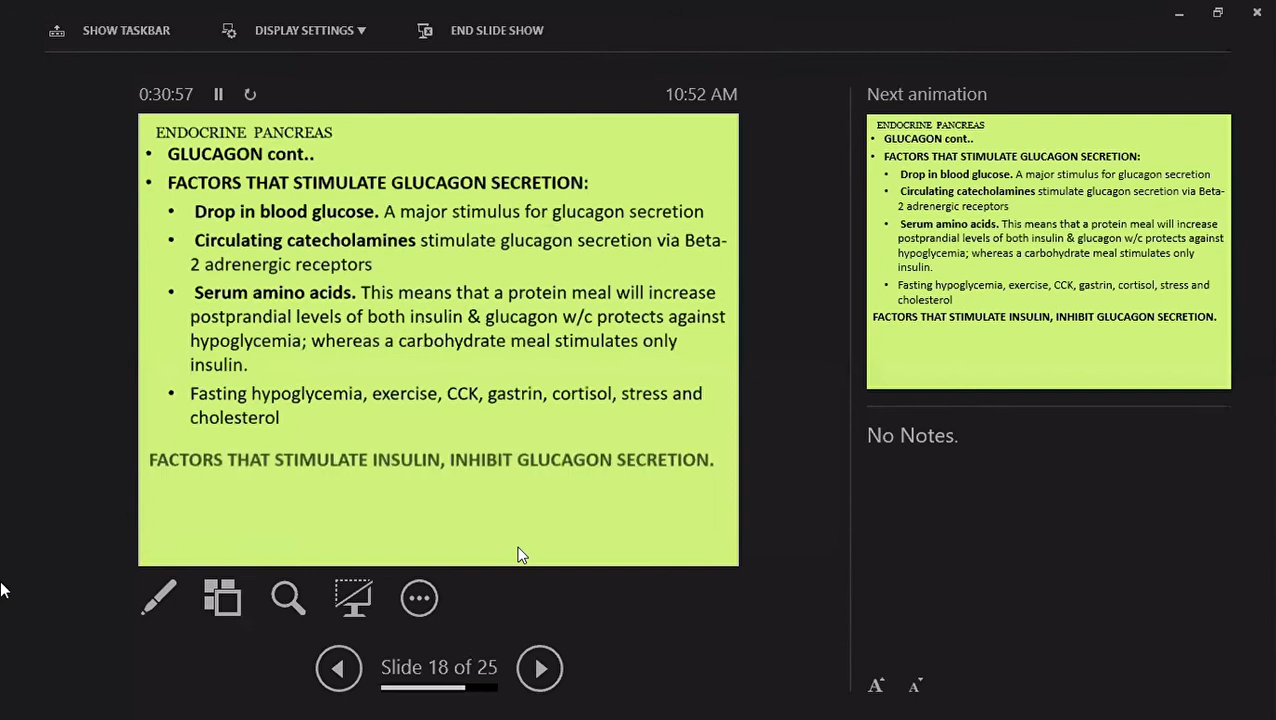 SHOW TASKBAR DISPLAY SETTINGS ▼ END SLIDE SHOW
0:30:57 10:52 AM
ENDOCRINE PANCREAS
• GLUCAGON cont..
• FACTORS THAT STIMULATE GLUCAGON SECRETION:
• Drop in blood glucose. A major stimulus for glucagon secretion
• Circulating catecholamines stimulate glucagon secretion via Beta-
2 adrenergic receptors
• Serum amino acids. This means that a protein meal will increase
postprandial levels of both insulin & glucagon w/c protects against
hypoglycemia; whereas a carbohydrate meal stimulates only
insulin.
• Fasting hypoglycemia, exercise, CCK, gastrin, cortisol, stress and
cholesterol
FACTORS THAT STIMULATE INSULIN, INHIBIT GLUCAGON SECRETION.
Slide 18 of 25
Next animation
ENDOCRINE PANCREAS
• GLUCAGON cont..
• FACTORS THAT STIMULATE GLUCAGON SECRETION:
• Drop in blood glucose. A major stimulus for glucagon secretion
• Circulating catecholamines stimulate glucagon secretion via Beta-
2 adrenergic receptors
• Serum amino acids. This means that a protein meal will increase
postprandial levels of both insulin & glucagon w/c protects against
hypoglycemia; whereas a carbohydrate meal stimulates only
insulin.
• Fasting hypoglycemia, exercise, CCK, gastrin, cortisol, stress and
cholesterol
FACTORS THAT STIMULATE INSULIN, INHIBIT GLUCAGON SECRETION.
No Notes.
A A